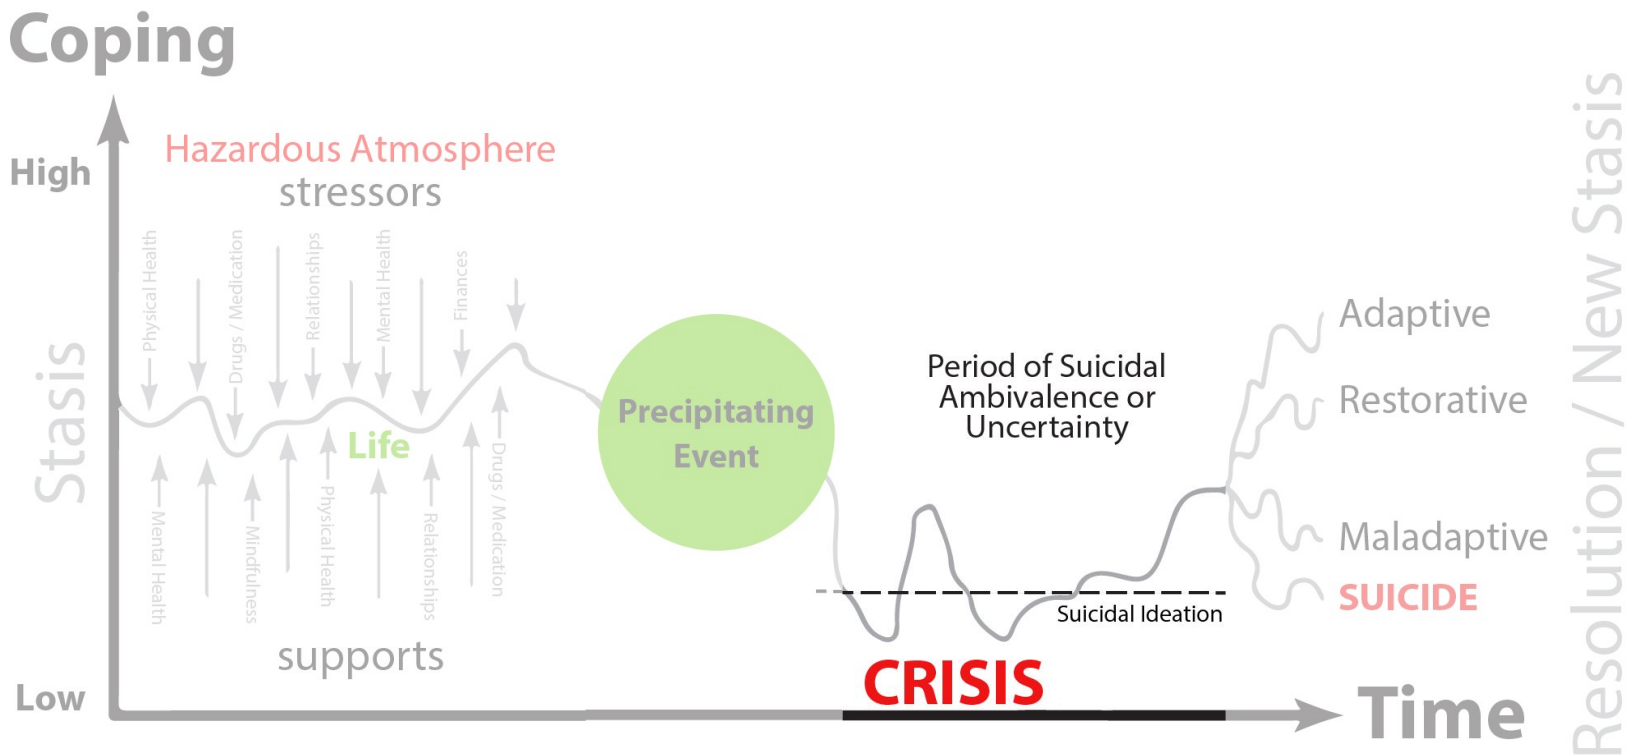 Coping
High
Stasis
Low
Hazardous Atmosphere
stressors
Physical Health
Drugs / Medication
Relationships
Mental Health
Finances
Life
Mental Health
Mindfulness
Physical Health
Relationships
Drugs / Medication
supports
Precipitating
Event
Period of Suicidal
Ambivalence or
Uncertainty
Suicidal Ideation
CRISIS
Adaptive
Restorative
Maladaptive
SUICIDE
Time
Resolution / New Stasis